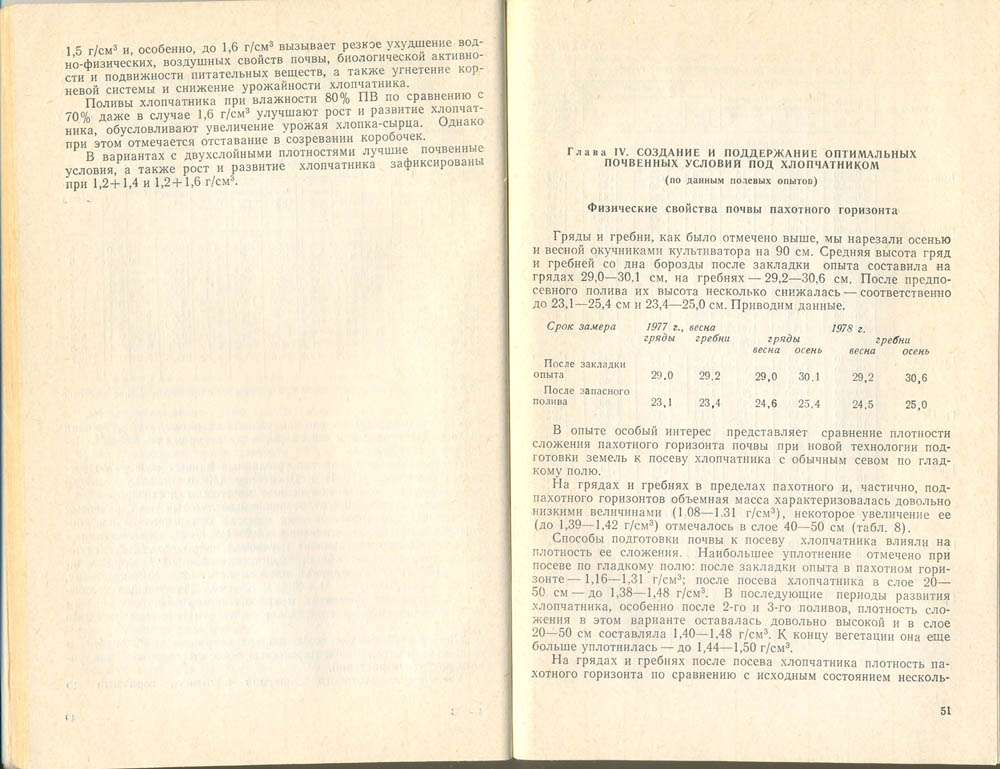 1,5 г/см³ и, особенно, до 1,6 г/см³ вызывает резкое ухудшение вод-
но-физических, воздушных свойств почвы, биологической активно-
сти и подвижности питательных веществ, а также угнетение кор-
невой системы и снижение урожайности хлопчатника.
Поливы хлопчатника при влажности 80% ПВ по сравнению с
70% даже в случае 1,6 г/см³ улучшают рост и развитие хлопчат-
ника, обусловливают увеличение урожая хлопка-сырца. Однако
при этом отмечается отставание в созревании коробочек.
В вариантах с двухслойными плотностями лучшие почвенные
условия, а также рост и развитие хлопчатника зафиксированы
при 1,2+1,4 и 1,2+1,6 г/см³.
Глава IV. СОЗДАНИЕ И ПОДДЕРЖАНИЕ ОПТИМАЛЬНЫХ
ПОЧВЕННЫХ УСЛОВИЙ ПОД ХЛОПЧАТНИКОМ
(по данным полевых опытов)
Физические свойства почвы пахотного горизонта
Гряды и гребни, как было отмечено выше, мы нарезали осенью
и весной окучниками культиватора на 90 см. Средняя высота гряд
и гребней со дна борозды после закладки опыта составила на
грядах 29,0—30,1 см, на гребнях — 29,2—30,6 см. После предпо-
севного полива их высота несколько снижалась — соответственно
до 23,1—25,4 см и 23,4—25,0 см. Приводим данные.
Срок замера 1977 г., весна 1978 г.
гряды гребни гряды гребни
весна осень весна осень
После закладки
опыта 29.0 29.2 29,0 30.1 29,2 30,6
После запасного
полива 23,1 23,4 24,6 25.4 24,5 25,0
В опыте особый интерес представляет сравнение плотности
сложения пахотного горизонта почвы при новой технологии под-
готовки земель к посеву хлопчатника с обычным севом по глад-
кому полю.
На грядах и гребнях в пределах пахотного и, частично, под-
пахотного горизонтов объемная масса характеризовалась довольно
низкими величинами (1,08—1.31 г/см³), некоторое увеличение ее
(до 1,39—1,42 г/см³) отмечалось в слое 40—50 см (табл. 8).
Способы подготовки почвы к посеву хлопчатника влияли на
плотность ее сложения. Наибольшее уплотнение отмечено при
посеве по гладкому полю: после закладки опыта в пахотном гори-
зонте — 1,16—1,31 г/см³; после посева хлопчатника в слое 20—
50 см — до 1,38—1,48 г/см³. В последующие периоды развития
хлопчатника, особенно после 2-го и 3-го поливов, плотность сло-
жения в этом варианте оставалась довольно высокой и в слое
20—50 см составляла 1,40—1,48 г/см³. К концу вегетации она еще
больше уплотнилась — до 1,44—1,50 г/см³.
На грядах и гребнях после посева хлопчатника плотность па-
хотного горизонта по сравнению с исходным состоянием несколь-
51